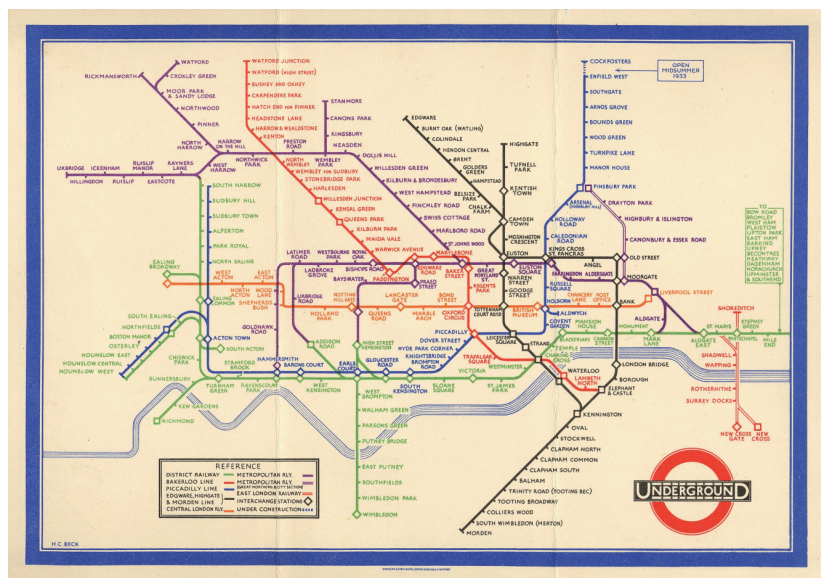 WATFORD
CROXLEY GREEN
RICKMANSWORTH
MOOR PARK
& SANDY LODGE
NORTHWOOD
PINNER
NORTH
HARROW
HARROW
ON THE HILL
NORTHWICK
PARK
PRESTON
ROAD
WEMBLEY
PARK
UXBRIDGE
ICKENHAM
RUISLIP
MANOR
RAYNERS
LANE
HILLINGDON
RUISLIP
EASTCOTE
WEST
HARROW
WATFORD JUNCTION
WATFORD (HIGH STREET)
BUSHEY AND OXHEY
CARPENDERS PARK
HATCH END FOR PINNER
HEADSTONE LANE
HARROW & WEALDSTONE
KENTON
NORTH
WEMBLEY
WEMBLEY FOR SUDBURY
STONEBRIDGE PARK
HARLESDEN
WILLESDEN JUNCTION
KENSAL GREEN
QUEENS PARK
KILBURN PARK
MAIDA VALE
WARWICK AVENUE
PADDINGTON
EDGWARE
ROAD
MARYLEBONE
BAKER
STREET
REGENTS
PARK
STANMORE
CANONS PARK
KINGSBURY
NEASDEN
DOLLIS HILL
WILLESDEN GREEN
KILBURN & BRONDESBURY
WEST HAMPSTEAD
FINCHLEY ROAD
SWISS COTTAGE
MARLBORO ROAD
ST JOHNS WOOD
EDGWARE
BURNT OAK (WATLING)
COLINDALE
HENDON CENTRAL
BRENT
GOLDERS
GREEN
HAMPSTEAD
BELSIZE
PARK
CHALK
FARM
HIGHGATE
TUFNELL
PARK
KENTISH
TOWN
CAMDEN
TOWN
MORNINGTON
CRESCENT
EUSTON
COCKFOSTERS
ENFIELD WEST
OPEN
MIDSUMMER
1933
SOUTHGATE
ARNOS GROVE
BOUNDS GREEN
WOOD GREEN
TURNPIKE LANE
MANOR HOUSE
FINSBURY PARK
ARSENAL
(HIGHBURY HILL)
HOLLOWAY
ROAD
CALEDONIAN
ROAD
KINGS CROSS
ST. PANCRAS
DRAYTON PARK
HIGHBURY & ISLINGTON
CANONBURY & ESSEX ROAD
OLD STREET
MOORGATE
ANGEL
FARRINGDON
ALDERSGATE
SOUTH HARROW
SUDBURY HILL
SUDBURY TOWN
ALPERTON
PARK ROYAL
NORTH EALING
EALING
COMMON
EALING
BROADWAY
WEST
ACTON
EAST
ACTON
NORTH
ACTON
WOOD
LANE
SHEPHERDS
BUSH
LATIMER
ROAD
LADBROKE
GROVE
WESTBOURNE
PARK
ROYAL
OAK
BISHOPS ROAD
BAYSWATER
PRAED
STREET
UXBRIDGE
ROAD
HOLLAND
PARK
NOTTING
HILL GATE
QUEENS
ROAD
LANCASTER
GATE
MARBLE
ARCH
BOND
STREET
OXFORD
CIRCUS
GREAT
PORTLAND
ST.
WARREN
STREET
EUSTON
SQUARE
GOODGE
STREET
TOTTENHAM
COURT ROAD
RUSSELL
SQUARE
BRITISH
MUSEUM
HOLBORN
CHANCERY
LANE
POST
OFFICE
BANK
LIVERPOOL STREET
ALDWYCH
COVENT
GARDEN
LEICESTER
SQUARE
STRAND
GOLDHAWK
ROAD
HAMMERSMITH
ADDISON
ROAD
HIGH STREET
KENSINGTON
SOUTH EALING
NORTHFIELDS
BOSTON MANOR
OSTERLEY
HOUNSLOW EAST
HOUNSLOW CENTRAL
HOUNSLOW WEST
ACTON TOWN
SOUTH ACTON
CHISWICK
PARK
STAMFORD
BROOK
GUNNERSBURY
KEW GARDENS
RICHMOND
TURNHAM
GREEN
RAVENSCOURT
PARK
BARONS COURT
WEST
KENSINGTON
EARLS
COURT
GLOUCESTER
ROAD
SOUTH
KENSINGTON
SLOANE
SQUARE
VICTORIA
ST. JAMES
PARK
WESTMINSTER
CHARING
CROSS
TEMPLE
BLACKFRIARS
MANSION
HOUSE
CANNON
STREET
MONUMENT
MARK
LANE
ALDGATE
ALDGATE
EAST
ST. MARYS
WHITECHAPEL
STEPNEY
GREEN
MILE
END
SHOREDITCH
SHADWELL
WAPPING
ROTHERHITHE
SURREY DOCKS
NEW CROSS
GATE
NEW
CROSS
PICCADILLY
DOVER STREET
HYDE PARK CORNER
KNIGHTSBRIDGE
BROMPTON
ROAD
TRAFALGAR
SQUARE
WATERLOO
LAMBETH
NORTH
ELEPHANT
& CASTLE
LONDON BRIDGE
BOROUGH
KENNINGTON
OVAL
STOCKWELL
CLAPHAM NORTH
CLAPHAM COMMON
CLAPHAM SOUTH
BALHAM
TRINITY ROAD (TOOTING BEC)
TOOTING BROADWAY
COLLIERS WOOD
SOUTH WIMBLEDON (MERTON)
MORDEN
WEST
BROMPTON
WALHAM GREEN
PARSONS GREEN
PUTNEY BRIDGE
EAST PUTNEY
SOUTHFIELDS
WIMBLEDON PARK
WIMBLEDON
TO
BOW ROAD
BROMLEY
WEST HAM
PLAISTOW
UPTON PARK
EAST HAM
BARKING
UPNEY
BECONTREE
HEATHWAY
DAGENHAM
HORNCHURCH
UPMINSTER
& SOUTHEND
REFERENCE
DISTRICT RAILWAY
BAKERLOO LINE
PICCADILLY LINE
EDGWARE, HIGHGATE
& MORDEN LINE
CENTRAL LONDON RLY.
METROPOLITAN RLY.
METROPOLITAN RLY.
(GREAT NORTHERN & CITY SECTION)
EAST LONDON RAILWAY
INTERCHANGE STATIONS
UNDER CONSTRUCTION
UNDERGROUND
H.C. BECK